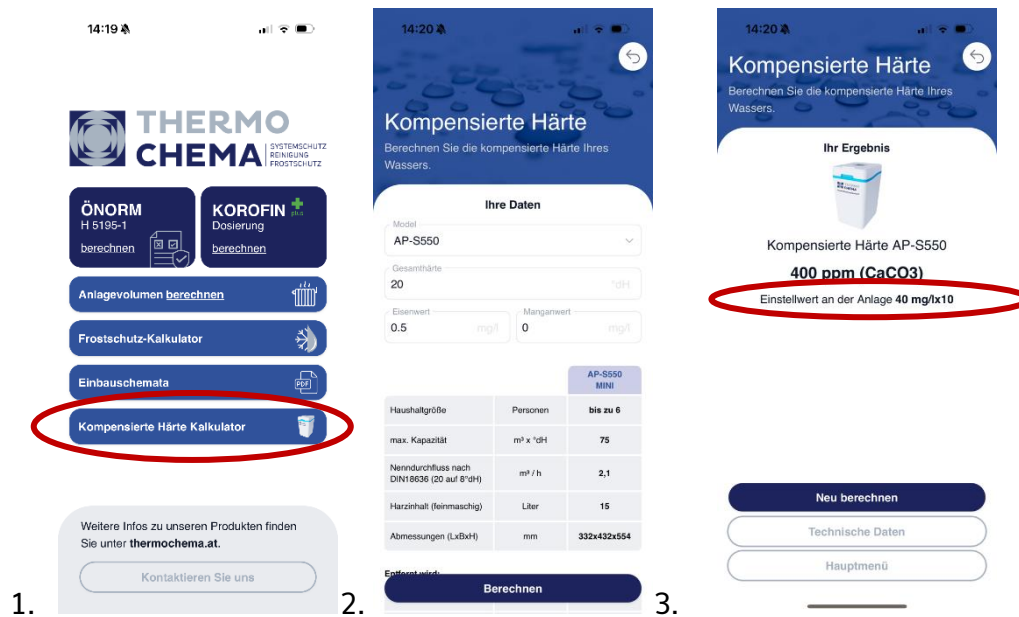 14:19
THERMO
CHEMA
SYSTEMSCHUTZ
REINIGUNG
FROSTSCHUTZ
ÖNORM
H 5195-1
berechnen
KOROFIN plus
Dosierung
berechnen
Anlagevolumen berechnen
Frostschutz-Kalkulator
Einbauschemata
PDF
Kompensierte Härte Kalkulator
Weitere Infos zu unseren Produkten finden
Sie unter thermochema.at.
Kontaktieren Sie uns
1.
14:20
Kompensierte Härte
Berechnen Sie die kompensierte Härte Ihres
Wassers.
Ihre Daten
Model
AP-S550
Gesamthärte
20 °dH
Eisenwert
0.5 mg/l
Manganwert
0 mg/l
AP-S550
MINI
Haushaltgröße Personen bis zu 6
max. Kapazität m³ x °dH 75
Nenndurchfluss nach
DIN18636 (20 auf 8°dH) m³ / h 2,1
Harzinhalt (feinmaschig) Liter 15
Abmessungen (LxBxH) mm 332x432x554
Entfernt wird:
Berechnen
2.
14:20
Kompensierte Härte
Berechnen Sie die kompensierte Härte Ihres
Wassers.
Ihr Ergebnis
Kompensierte Härte AP-S550
400 ppm (CaCO3)
Einstellwert an der Anlage 40 mg/lx10
Neu berechnen
Technische Daten
Hauptmenü
3.